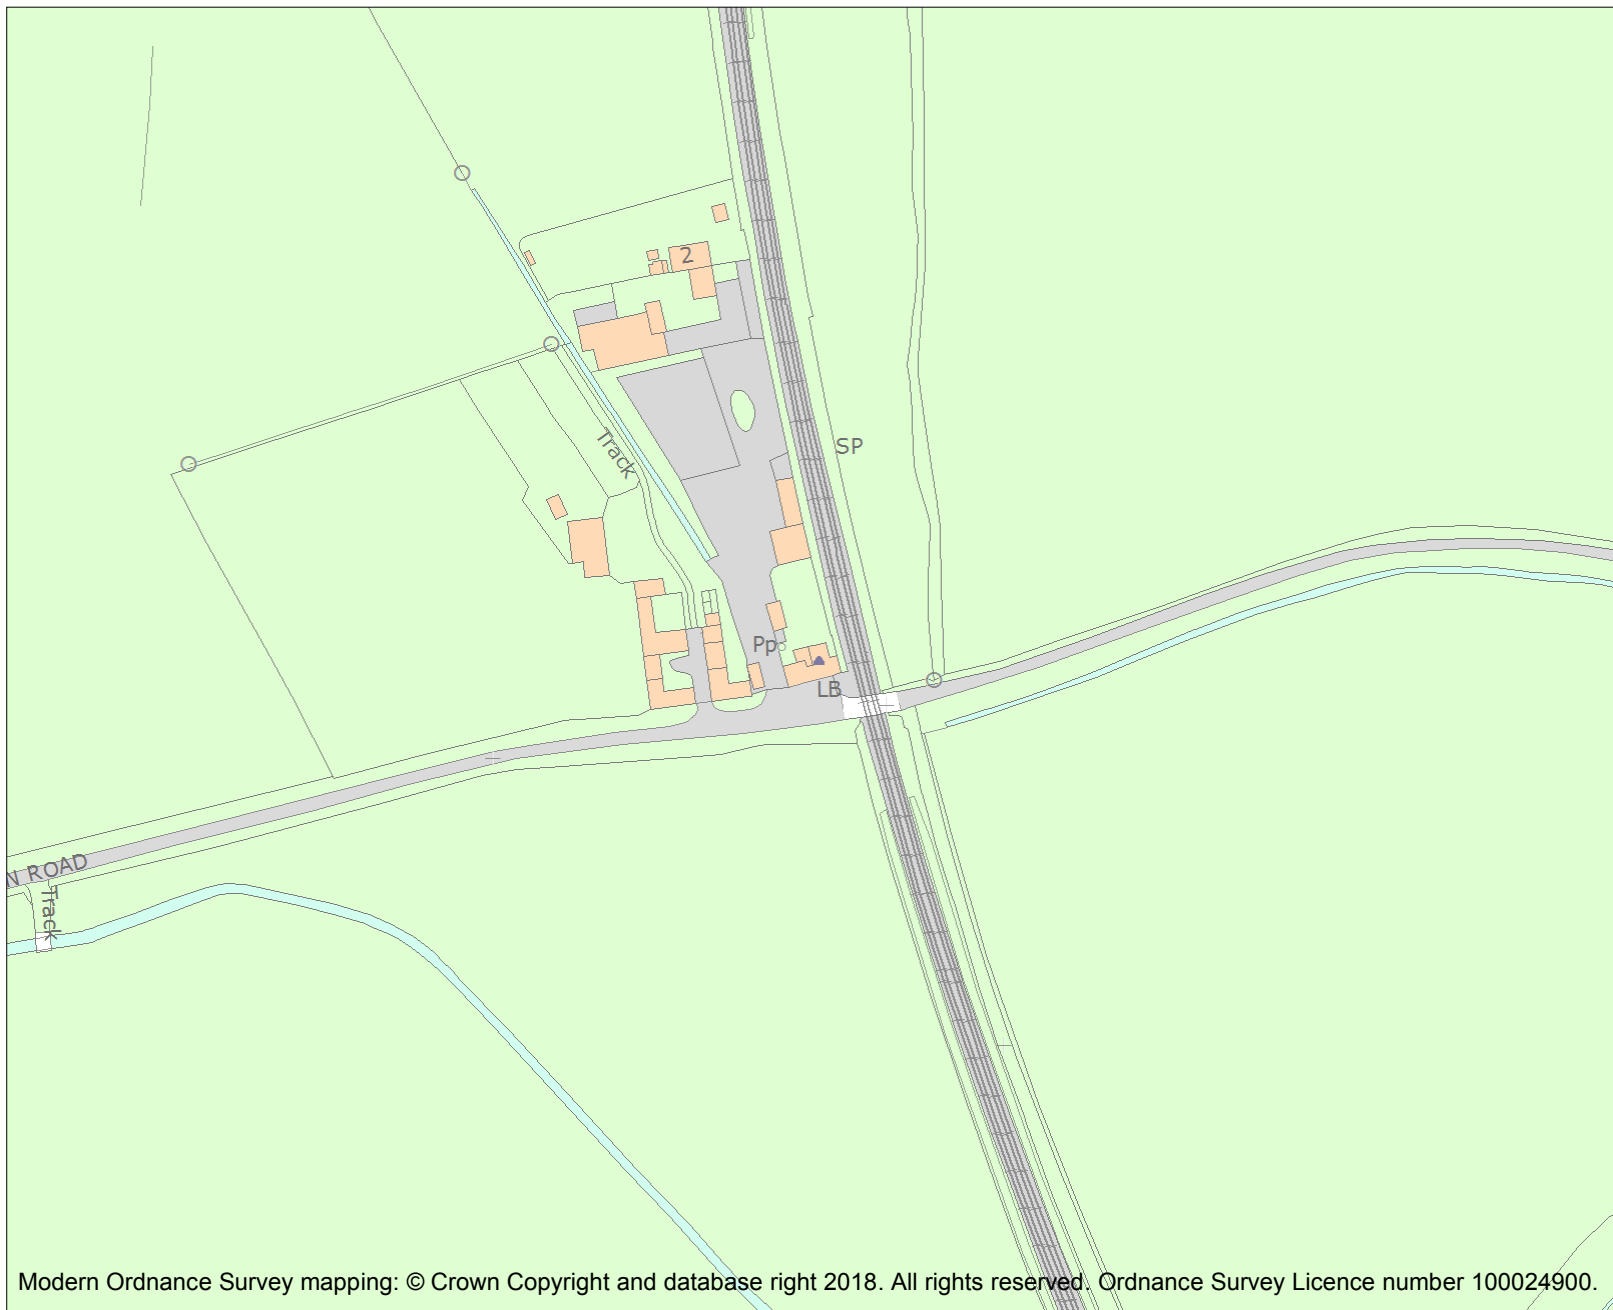 2
Track
SP
Pp
LB
N ROAD
Track
Modern Ordnance Survey mapping: © Crown Copyright and database right 2018. All rights reserved. Ordnance Survey Licence number 100024900.